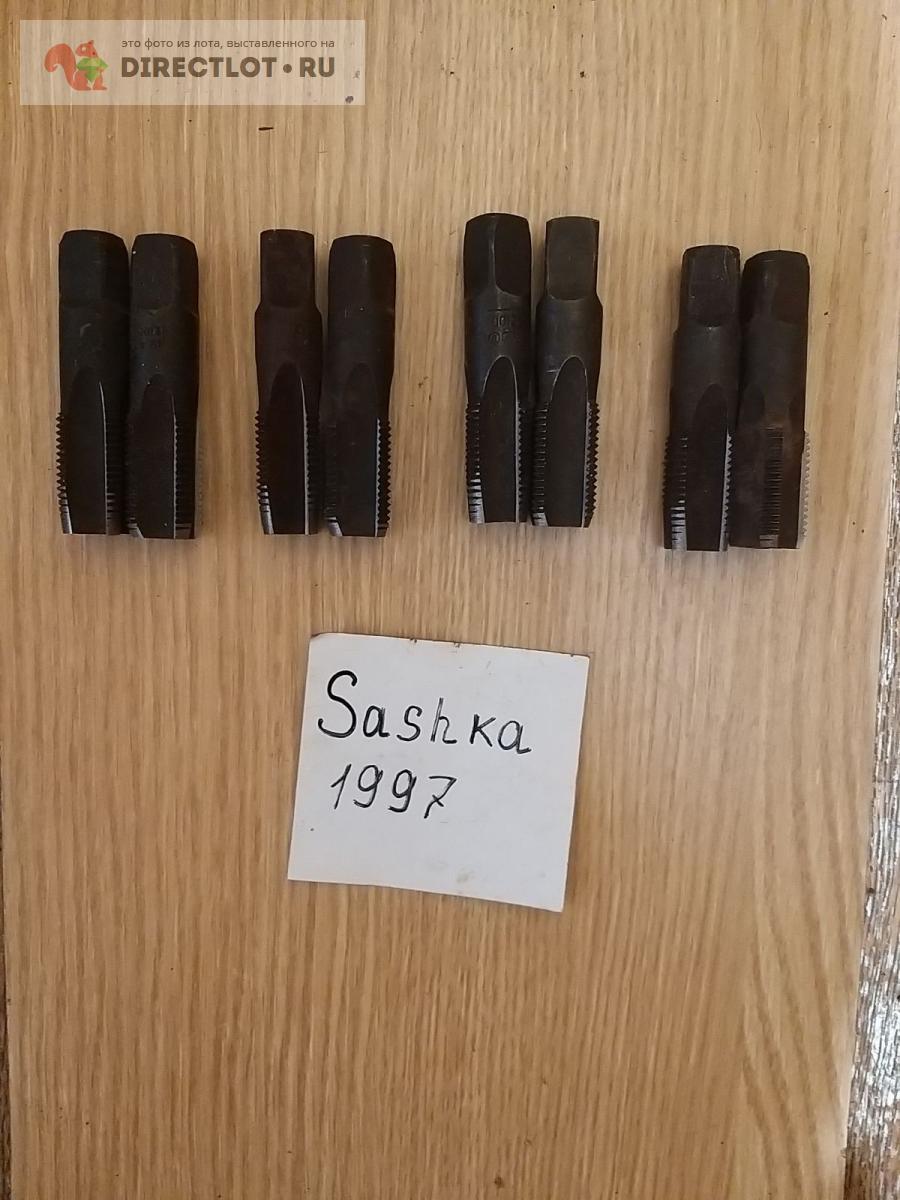 это фото из лота, выставленного на
DIRECTLOT•RU
Sashka
1997